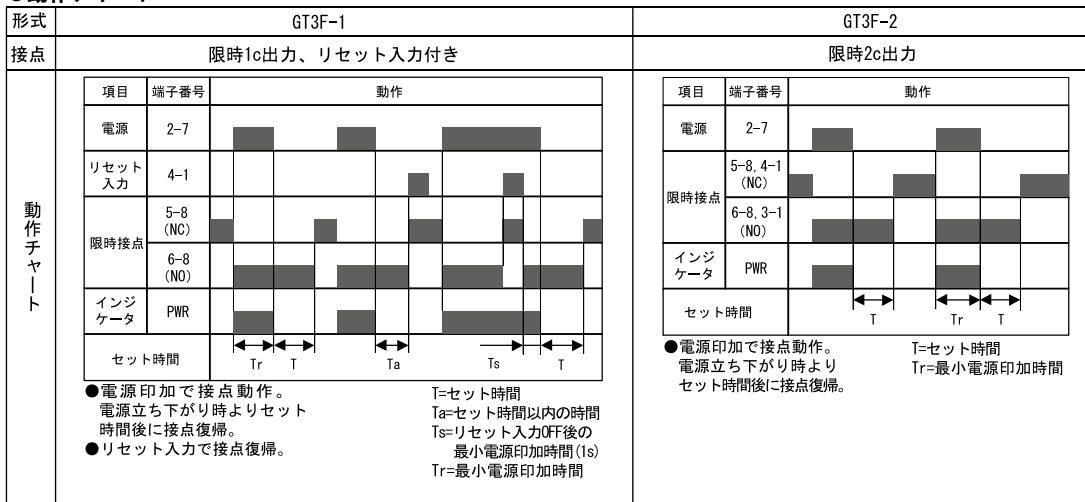 形式 GT3F-1 GT3F-2
接点 限時1c出力、リセット入力付き 限時2c出力
動作チャート
項目 端子番号 動作
電源 2-7
リセット入力 4-1
限時接点 5-8 (NC)
6-8 (NO)
インジケータ PWR
セット時間 Tr T Ta Ts T
●電源印加で接点動作。
電源立ち下がり時よりセット
時間後に接点復帰。
●リセット入力で接点復帰。
T=セット時間
Ta=セット時間以内の時間
Ts=リセット入力OFF後の
最小電源印加時間(1s)
Tr=最小電源印加時間
項目 端子番号 動作
電源 2-7
限時接点 5-8, 4-1 (NC)
6-8, 3-1 (NO)
インジケータ PWR
セット時間 T Tr T
●電源印加で接点動作。
電源立ち下がり時より
セット時間後に接点復帰。
T=セット時間
Tr=最小電源印加時間